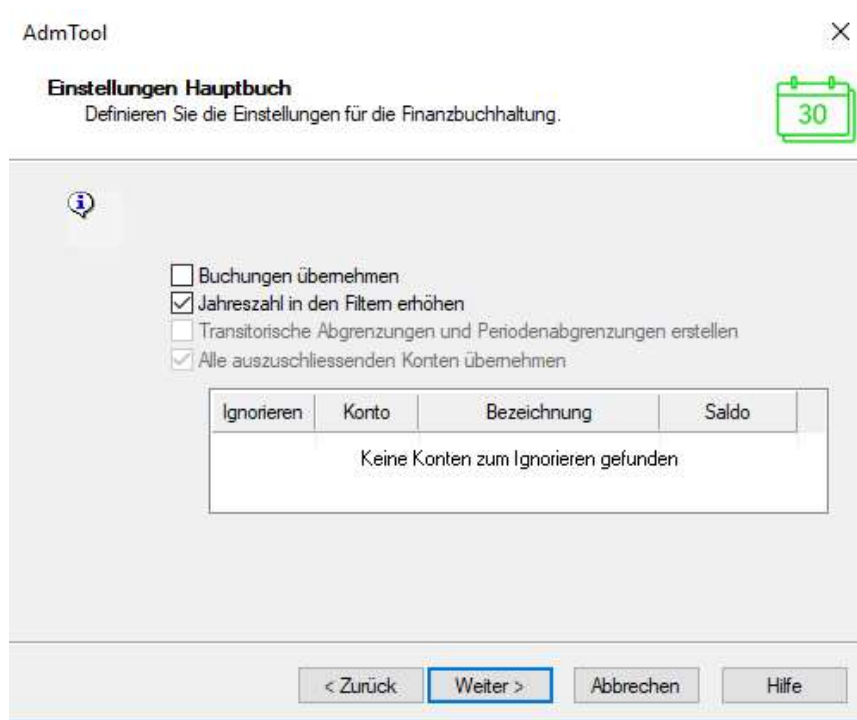 AdmTool
Einstellungen Hauptbuch
Definieren Sie die Einstellungen für die Finanzbuchhaltung.
30
Buchungen übernehmen
Jahreszahl in den Filtern erhöhen
Transitorische Abgrenzungen und Periodenabgrenzungen erstellen
Alle auszuschliessenden Konten übernehmen
Ignorieren Konto Bezeichnung Saldo
Keine Konten zum Ignorieren gefunden
< Zurück Weiter > Abbrechen Hilfe